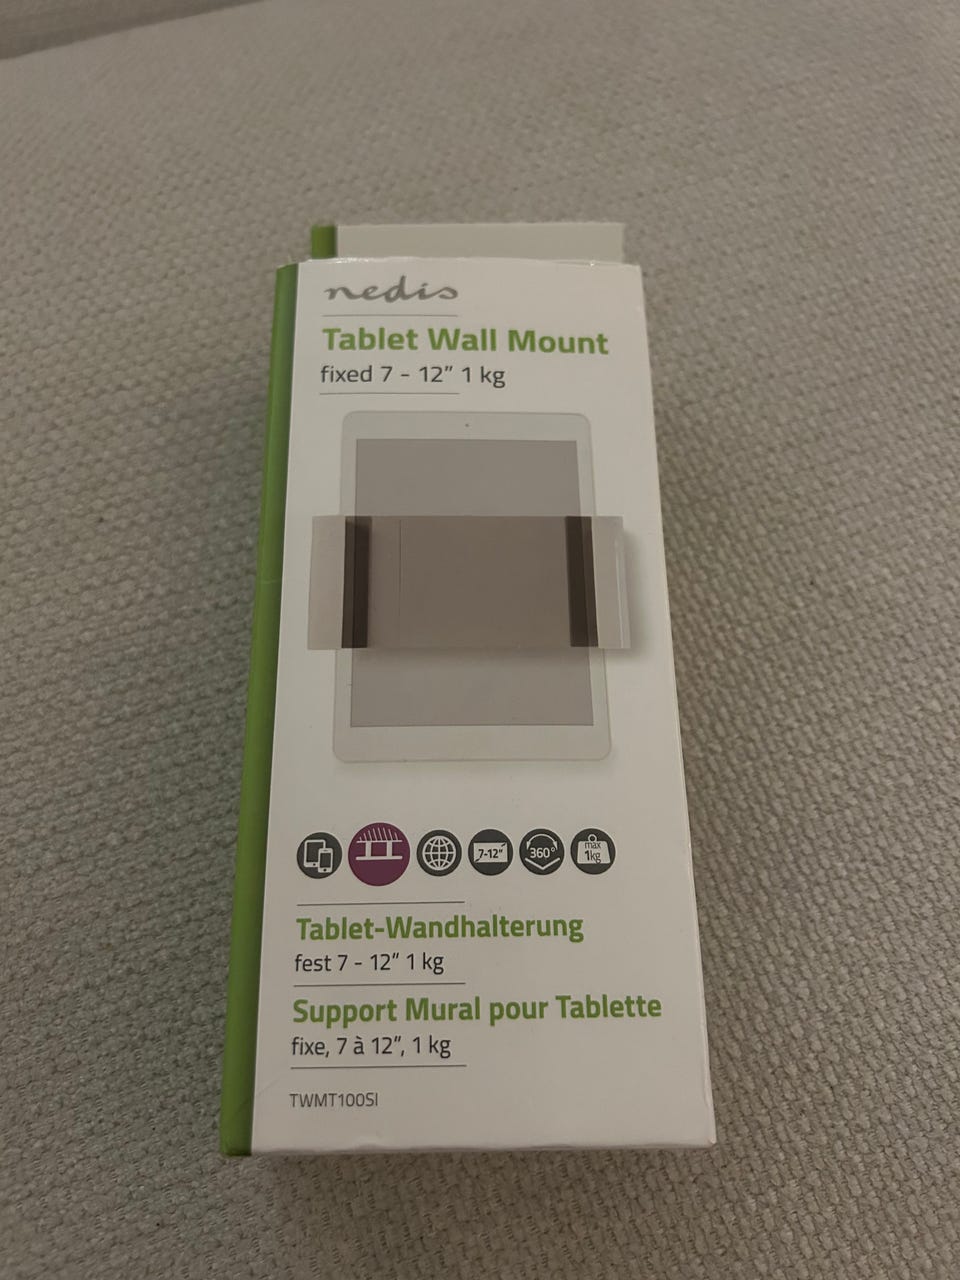 nedis
Tablet Wall Mount
fixed 7 - 12” 1 kg
7-12”
360°
max
1kg
Tablet-Wandhalterung
fest 7 - 12” 1 kg
Support Mural pour Tablette
fixe, 7 à 12”, 1 kg
TWMT100SI